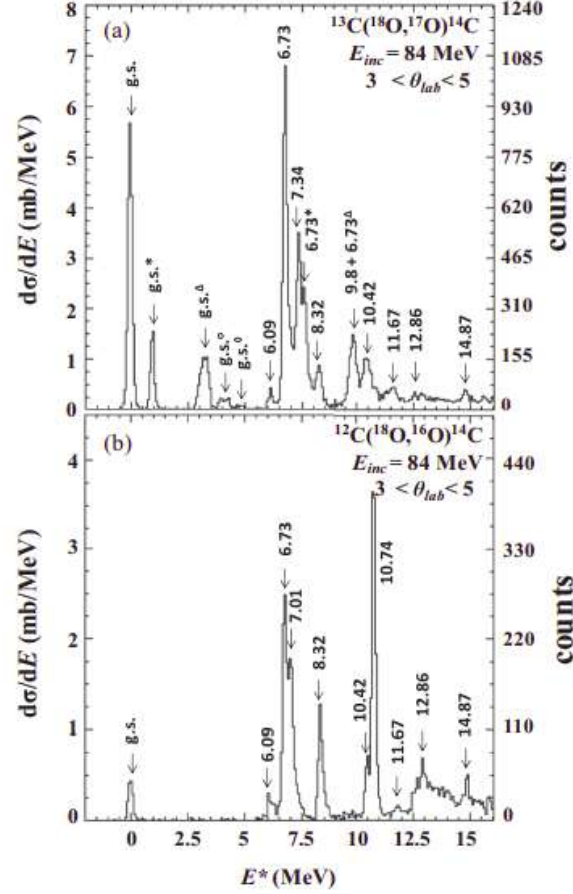 (a)
¹³C(¹⁸O,¹⁷O)¹⁴C
E_inc = 84 MeV
3 < θ_lab < 5
dσ/dE (mb/MeV)
8
7
6
5
4
3
2
1
0
counts
1240
1085
930
775
620
465
310
155
0
g.s.
g.s.*
g.s.Δ
g.s.°
g.s.◊
6.09
6.73
7.34
6.73*
8.32
9.8 + 6.73Δ
10.42
11.67
12.86
14.87
(b)
¹²C(¹⁸O,¹⁶O)¹⁴C
E_inc = 84 MeV
3 < θ_lab < 5
dσ/dE (mb/MeV)
4
3
2
1
0
counts
440
330
220
110
0
g.s.
6.09
6.73
7.01
8.32
10.42
10.74
11.67
12.86
14.87
0
2.5
5
7.5
10
12.5
15
E* (MeV)